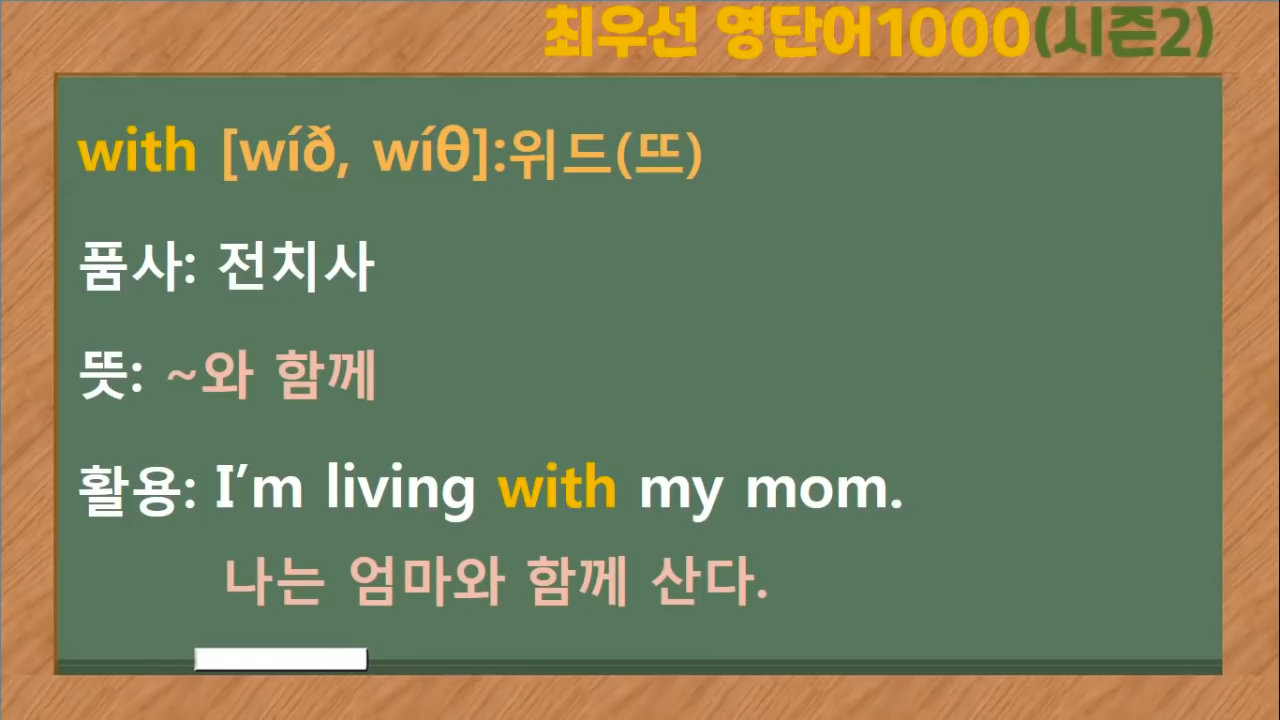 최우선 영단어1000(시즌2)
with [wíð, wíθ]:위드(뜨)
품사: 전치사
뜻: ~와 함께
활용: I’m living with my mom.
나는 엄마와 함께 산다.